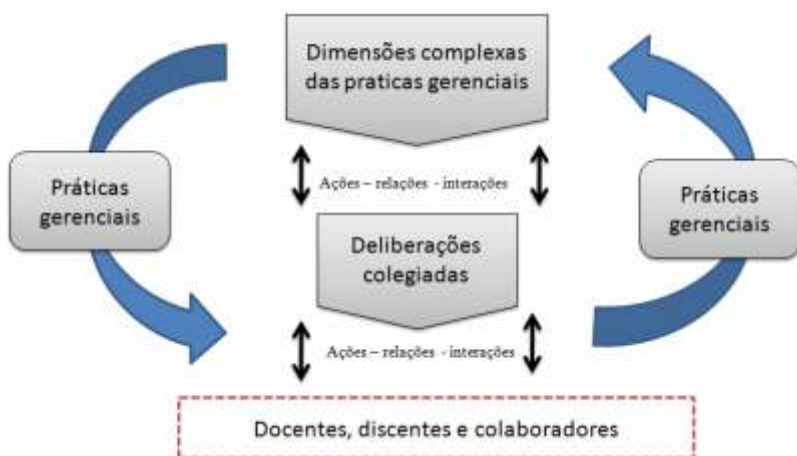 Dimensões complexas
das praticas gerenciais
Ações – relações - interações
Práticas
gerenciais
Práticas
gerenciais
Deliberações
colegiadas
Ações – relações - interações
Docentes, discentes e colaboradores